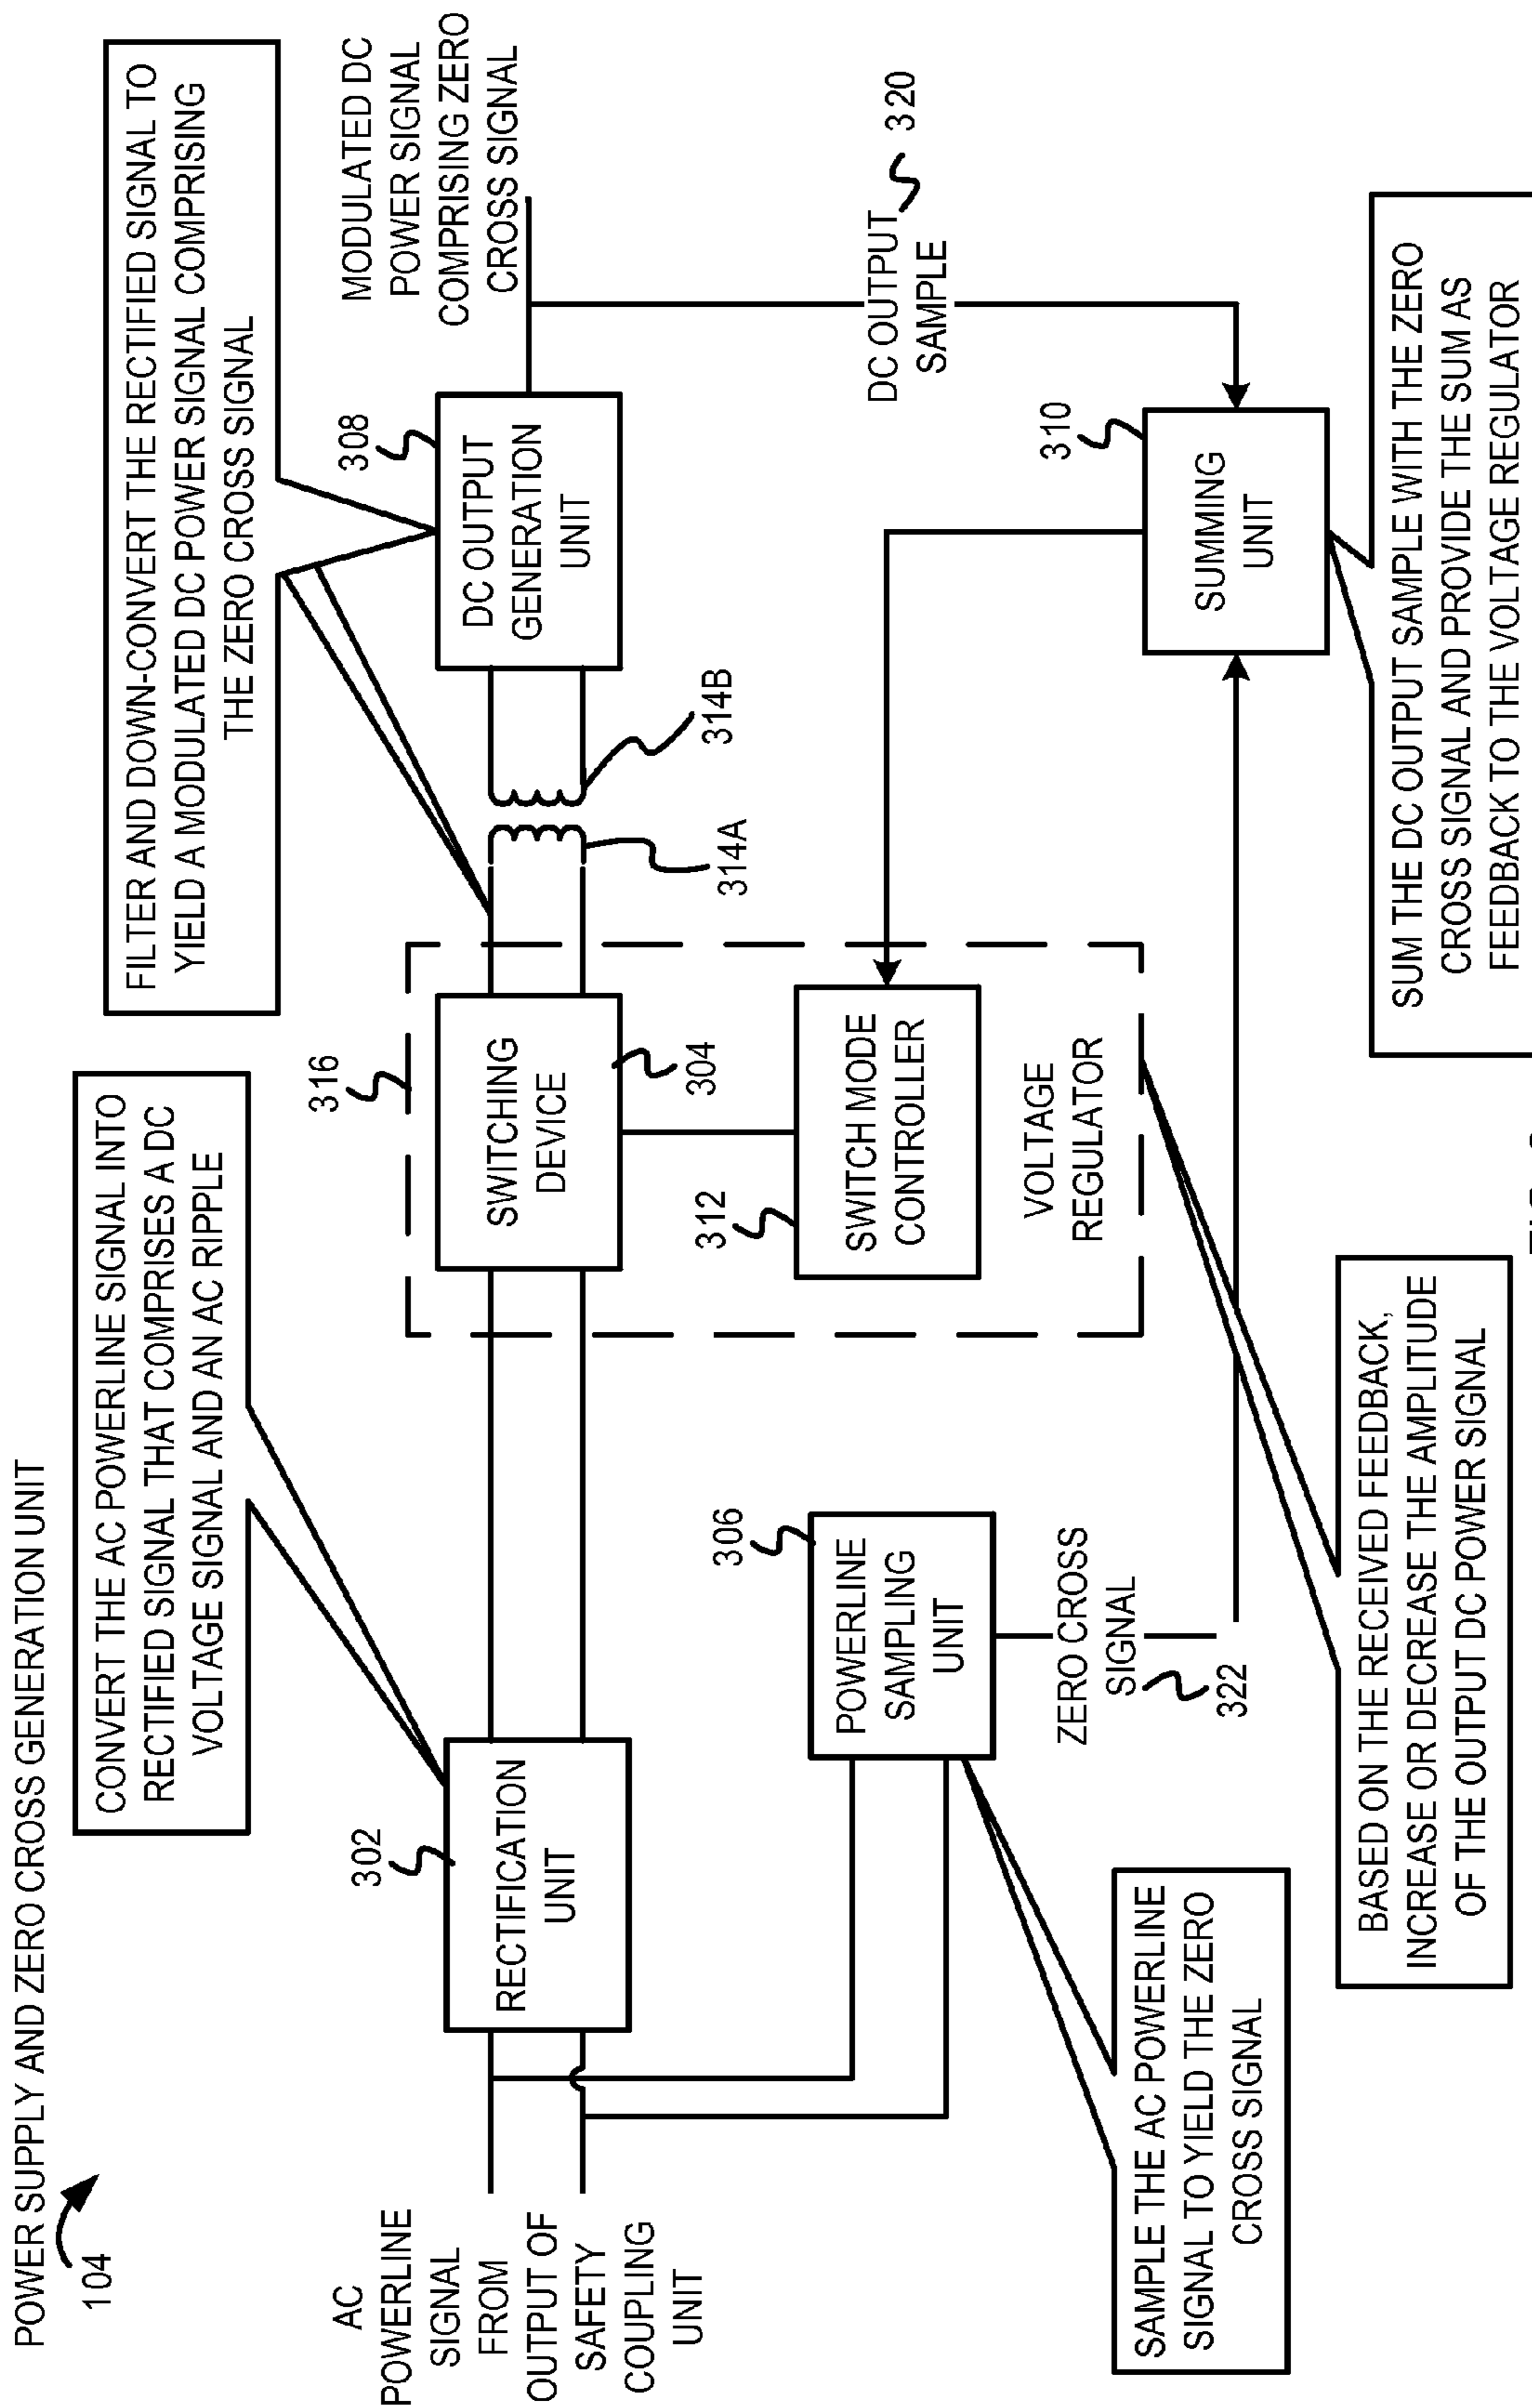 POWER SUPPLY AND ZERO CROSS GENERATION UNIT
104
CONVERT THE AC POWERLINE SIGNAL INTO
RECTIFIED SIGNAL THAT COMPRISES A DC
VOLTAGE SIGNAL AND AN AC RIPPLE
FILTER AND DOWN-CONVERT THE RECTIFIED SIGNAL TO
YIELD A MODULATED DC POWER SIGNAL COMPRISING
THE ZERO CROSS SIGNAL
AC
POWERLINE
SIGNAL
FROM
OUTPUT OF
SAFETY
COUPLING
UNIT
302
RECTIFICATION
UNIT
316
SWITCHING
DEVICE
304
314A
314B
308
DC OUTPUT
GENERATION
UNIT
MODULATED DC
POWER SIGNAL
COMPRISING ZERO
CROSS SIGNAL
306
POWERLINE
SAMPLING
UNIT
312
SWITCH MODE
CONTROLLER
VOLTAGE
REGULATOR
DC OUTPUT
SAMPLE
320
ZERO CROSS
SIGNAL
322
310
SUMMING
UNIT
SAMPLE THE AC POWERLINE
SIGNAL TO YIELD THE ZERO
CROSS SIGNAL
BASED ON THE RECEIVED FEEDBACK,
INCREASE OR DECREASE THE AMPLITUDE
OF THE OUTPUT DC POWER SIGNAL
SUM THE DC OUTPUT SAMPLE WITH THE ZERO
CROSS SIGNAL AND PROVIDE THE SUM AS
FEEDBACK TO THE VOLTAGE REGULATOR